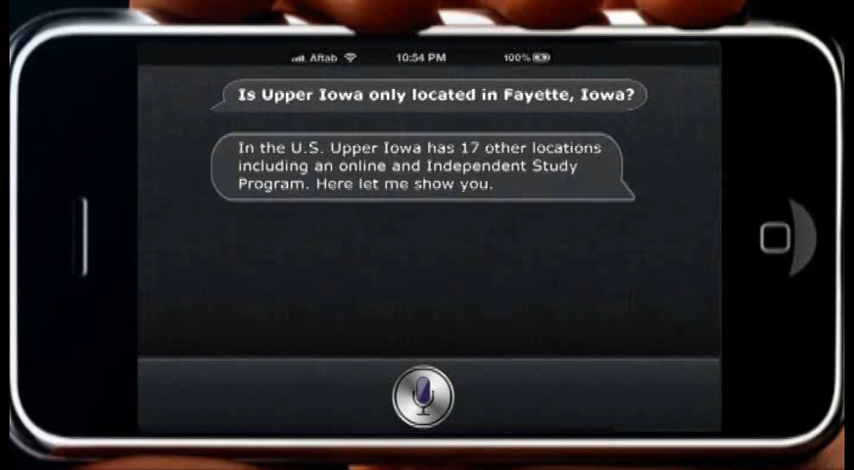 Aftab 10:54 PM 100%
Is Upper Iowa only located in Fayette, Iowa?
In the U.S. Upper Iowa has 17 other locations
including an online and Independent Study
Program. Here let me show you.